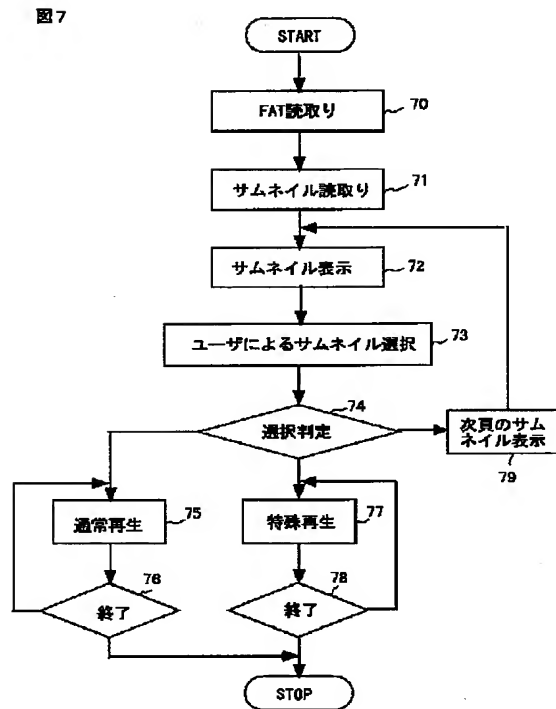 図7
START
FAT読取り
70
サムネイル読取り
71
サムネイル表示
72
ユーザによるサムネイル選択
73
74
選択判定
次頁のサム
ネイル表示
79
通常再生
75
特殊再生
77
76
終了
78
終了
STOP